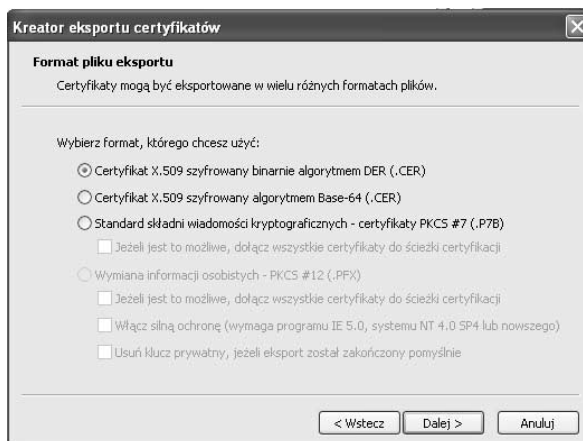 Kreator eksportu certyfikatów
Format pliku eksportu
Certyfikaty mogą być eksportowane w wielu różnych formatach plików.
Wybierz format, którego chcesz użyć:
Certyfikat X.509 szyfrowany binarnie algorytmem DER (.CER)
Certyfikat X.509 szyfrowany algorytmem Base-64 (.CER)
Standard składni wiadomości kryptograficznych - certyfikaty PKCS #7 (.P7B)
Jeżeli jest to możliwe, dołącz wszystkie certyfikaty do ścieżki certyfikacji
Wymiana informacji osobistych - PKCS #12 (.PFX)
Jeżeli jest to możliwe, dołącz wszystkie certyfikaty do ścieżki certyfikacji
Włącz silną ochronę (wymaga programu IE 5.0, systemu NT 4.0 SP4 lub nowszego)
Usuń klucz prywatny, jeżeli eksport został zakończony pomyślnie
< Wstecz Dalej > Anuluj